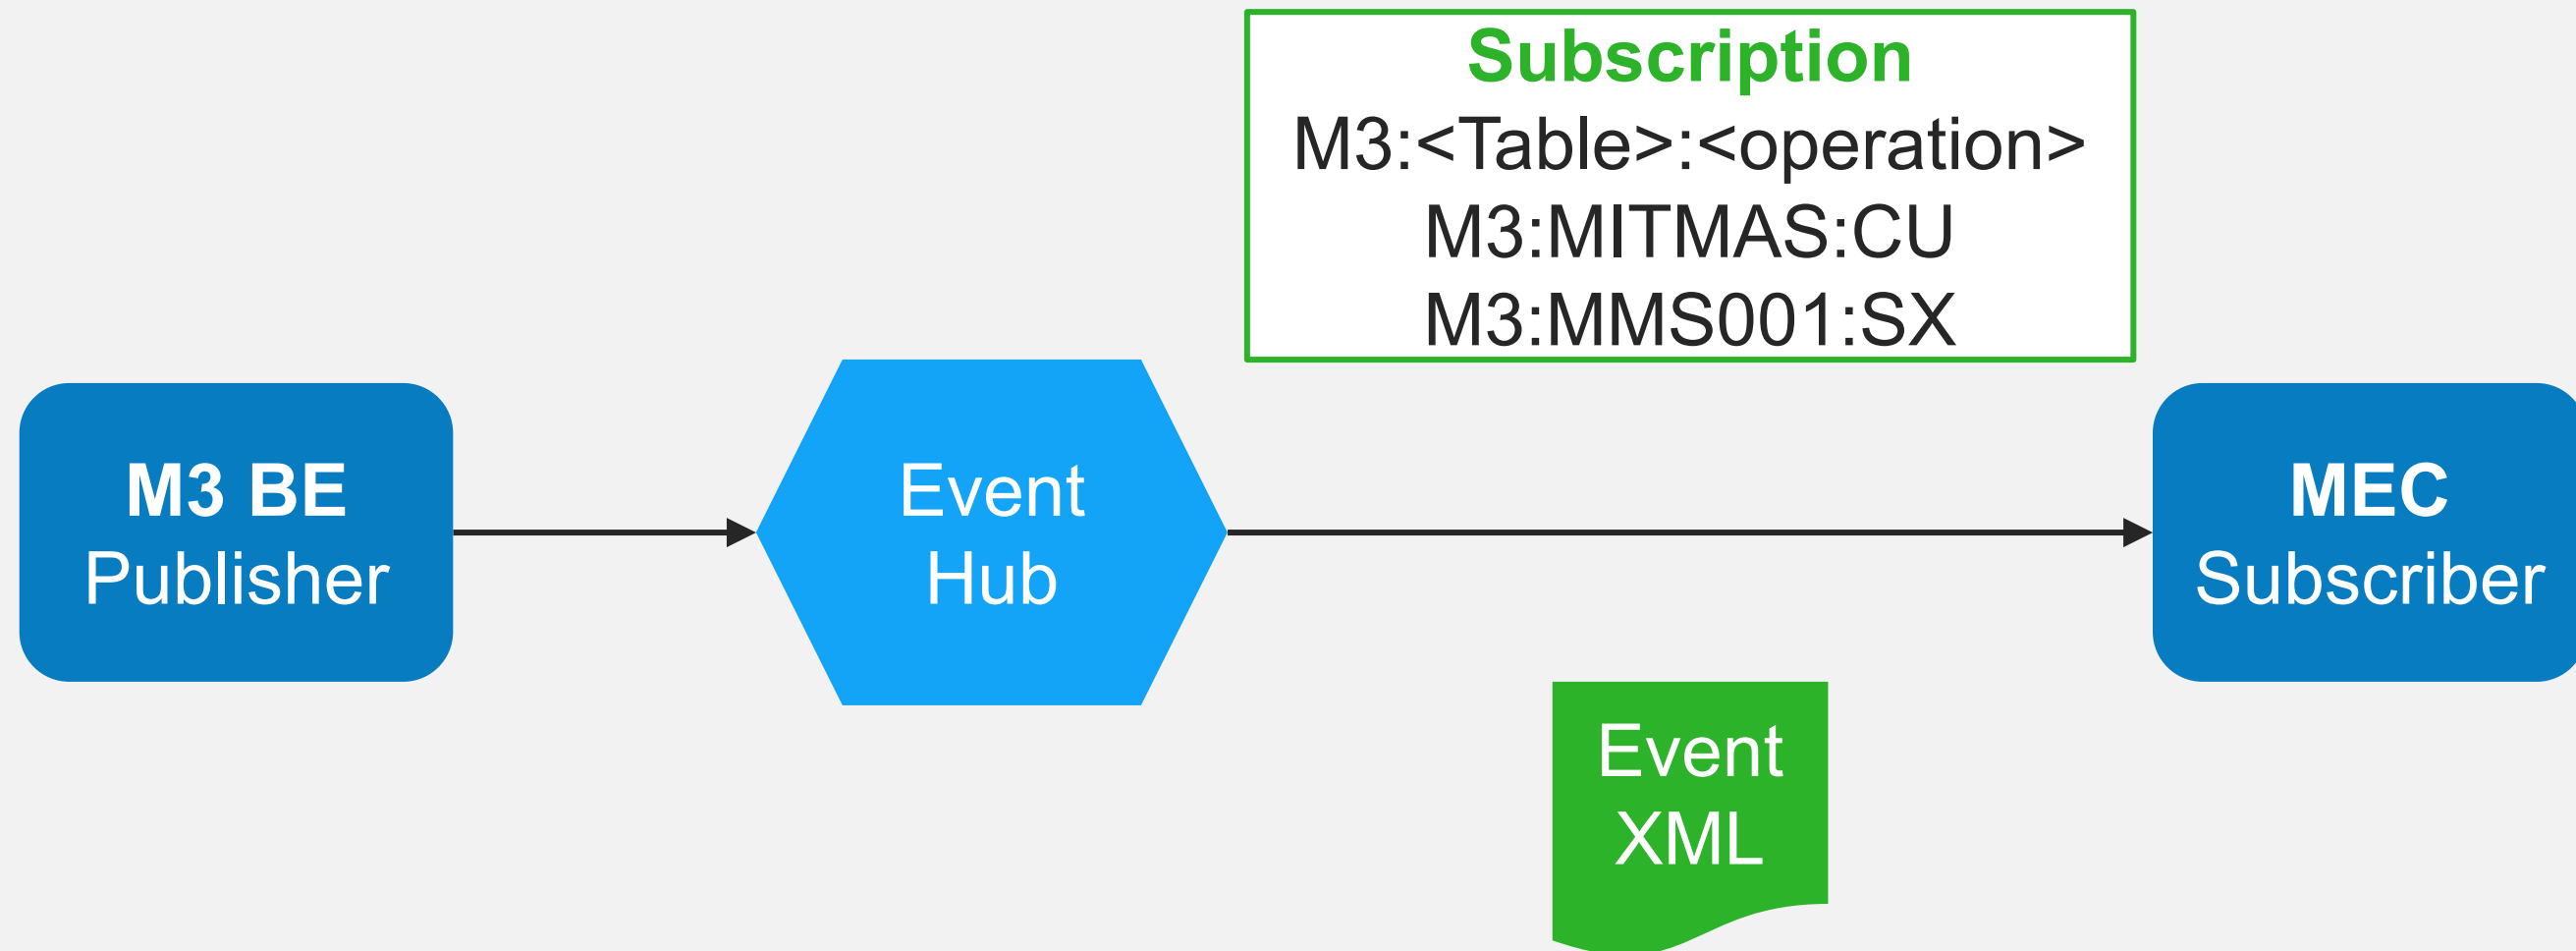 Subscription
M3:<Table>:<operation>
M3:MITMAS:CU
M3:MMS001:SX
M3 BE
Publisher
Event
Hub
MEC
Subscriber
Event
XML